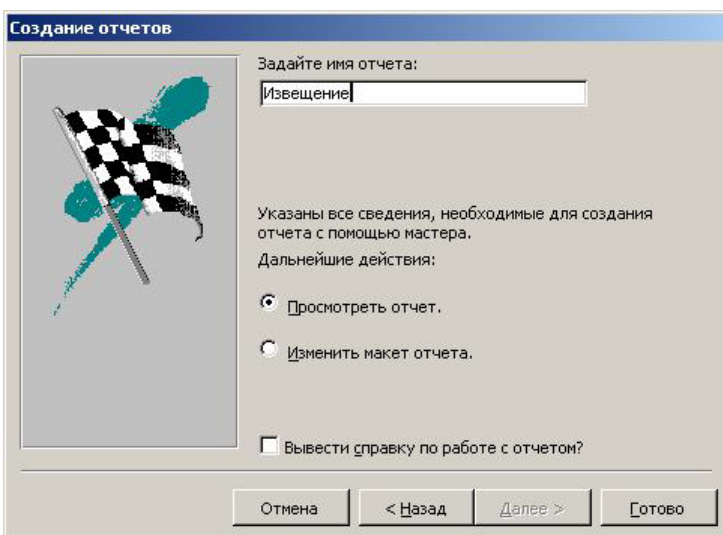 Создание отчетов
Задайте имя отчета:
Извещение
Указаны все сведения, необходимые для создания
отчета с помощью мастера.
Дальнейшие действия:
Просмотреть отчет.
Изменить макет отчета.
Вывести справку по работе с отчетом?
Отмена
< Назад
Далее >
Готово